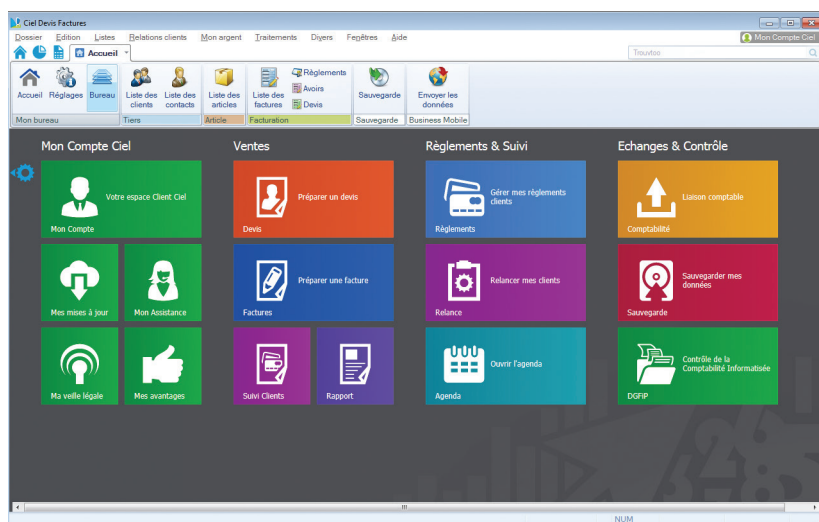 Ciel Devis Factures
Dossier Edition Listes Relations clients Mon argent Traitements Divers Fenêtres Aide
Mon Compte Ciel
Accueil
Trouvtoo
Accueil Réglages Bureau
Liste des clients
Liste des contacts
Liste des articles
Liste des factures
Règlements
Avoirs
Devis
Sauvegarde
Envoyer les données
Mon bureau Tiers Article Facturation Sauvegarde Business Mobile
Mon Compte Ciel
Votre espace Client Ciel
Mon Compte
Mes mises à jour
Mon Assistance
Ma veille légale
Mes avantages
Ventes
Préparer un devis
Devis
Préparer une facture
Factures
Suivi Clients
Rapport
Règlements & Suivi
Gérer mes règlements
clients
Règlements
Relancer mes clients
Relance
Ouvrir l'agenda
Agenda
Echanges & Contrôle
Liaison comptable
Comptabilité
Sauvegarder mes
données
Sauvegarde
Contrôle de la
Comptabilité Informatisée
DGFiP
NUM